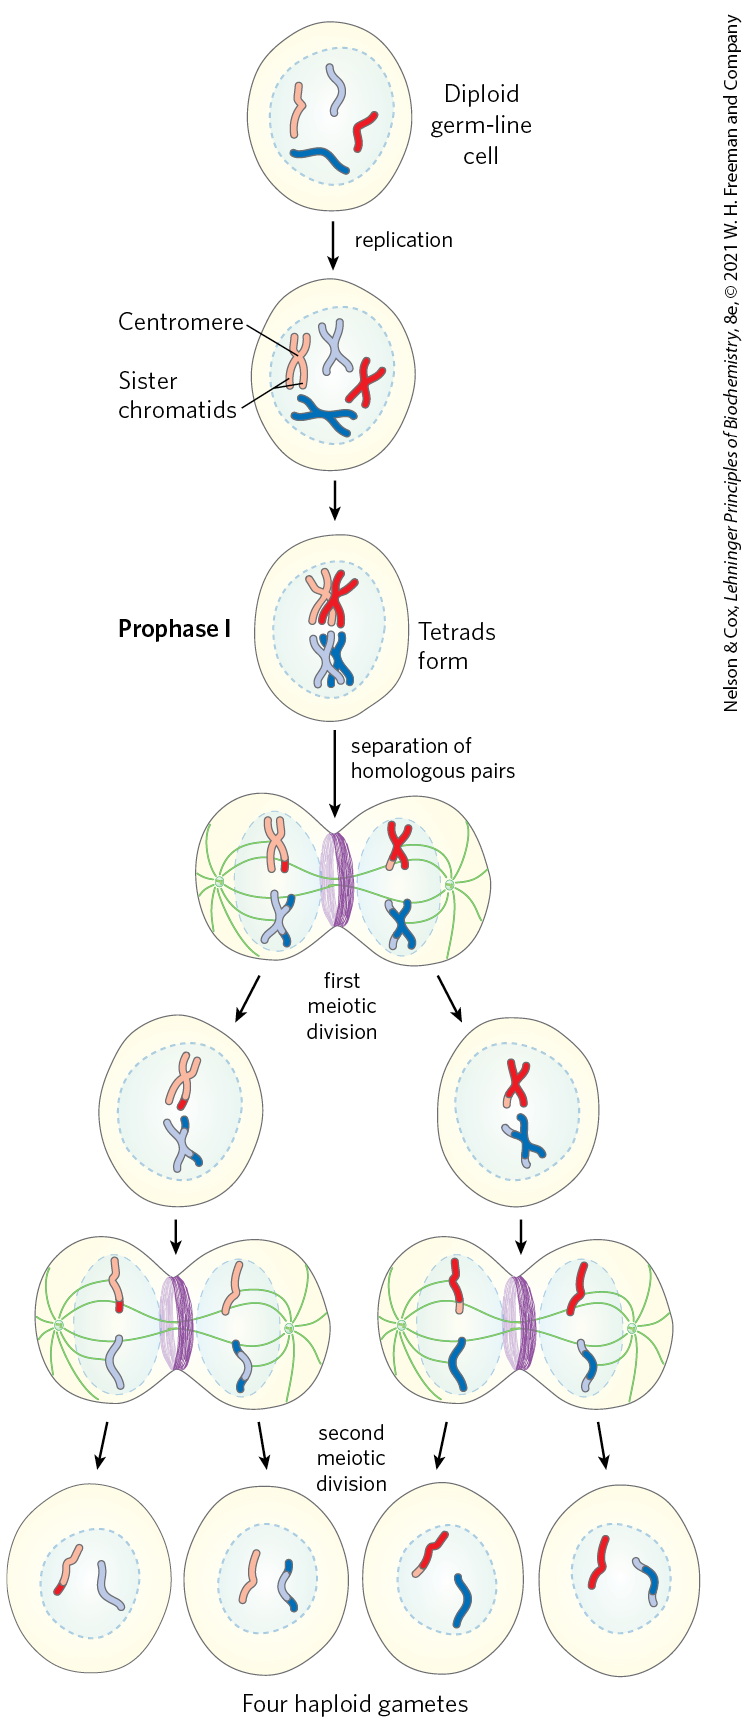 Diploid
germ-line
cell
replication
Centromere
Sister
chromatids
Prophase I
Tetrads
form
separation of
homologous pairs
first
meiotic
division
second
meiotic
division
Four haploid gametes
Nelson & Cox, Lehninger Principles of Biochemistry, 8e, © 2021 W. H. Freeman and Company